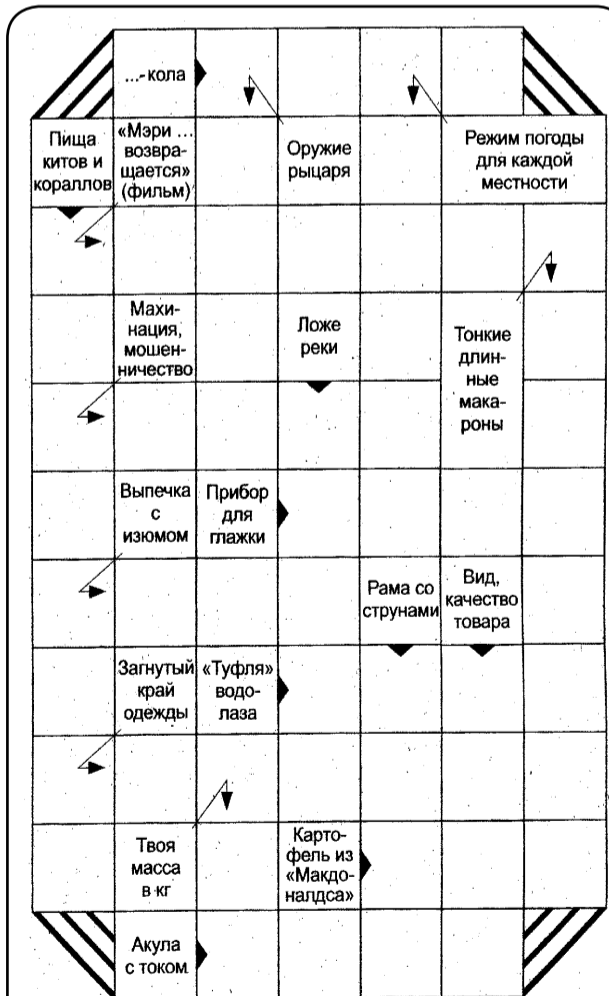 ...- кола
Пища
китов и
кораллов
«Мэри ...
возвра-
щается»
(фильм)
Оружие
рыцаря
Режим погоды
для каждой
местности
Махи-
нация,
мошен-
ничество
Ложе
реки
Тонкие
длин-
ные
мака-
роны
Выпечка
с
изюмом
Прибор
для
глажки
Рама со
струнами
Вид,
качество
товара
Загнутый
край
одежды
«Туфля»
водо-
лаза
Твоя
масса
в кг
Карто-
фель из
«Макдо-
налдса»
Акула
с током